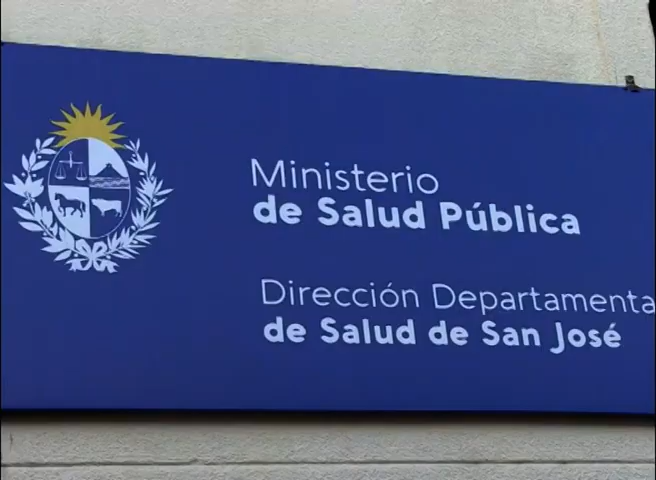 Ministerio
de Salud Pública
Dirección Departamenta
de Salud de San José